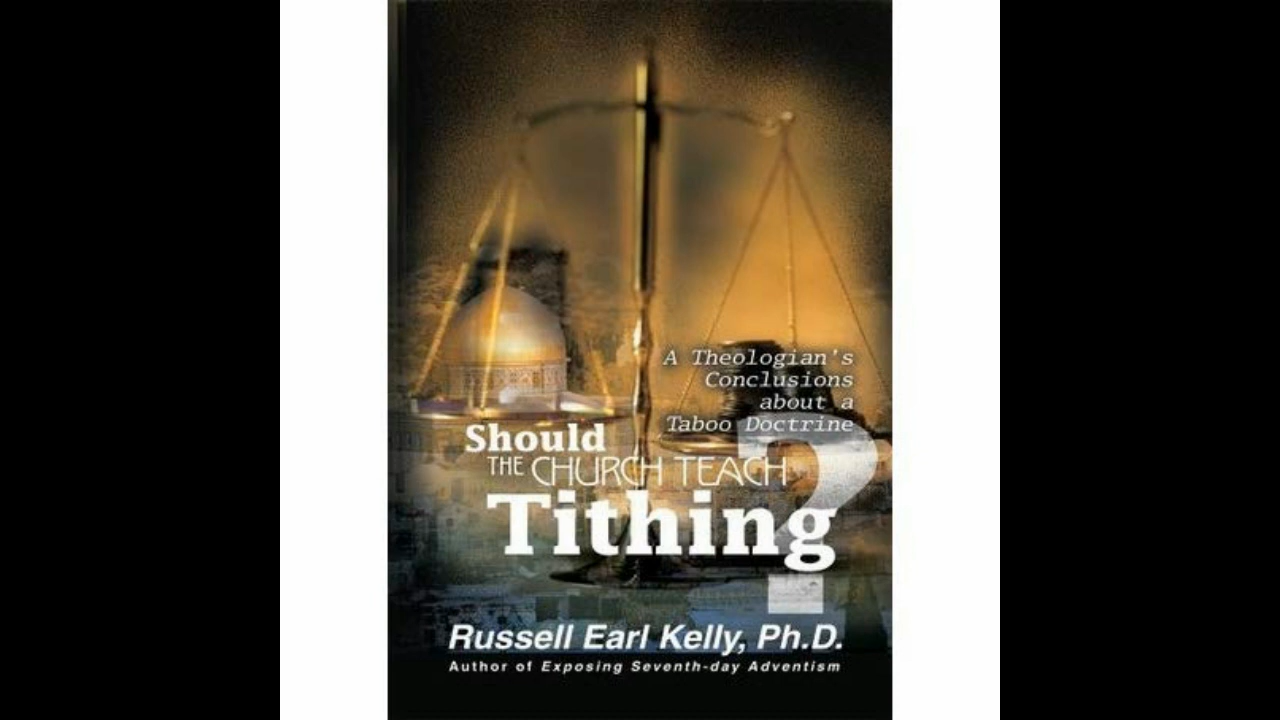 A Theologian's
Conclusions
about a
Taboo Doctrine
Should
THE CHURCH TEACH
Tithing?
Russell Earl Kelly, Ph.D.
Author of Exposing Seventh-day Adventism